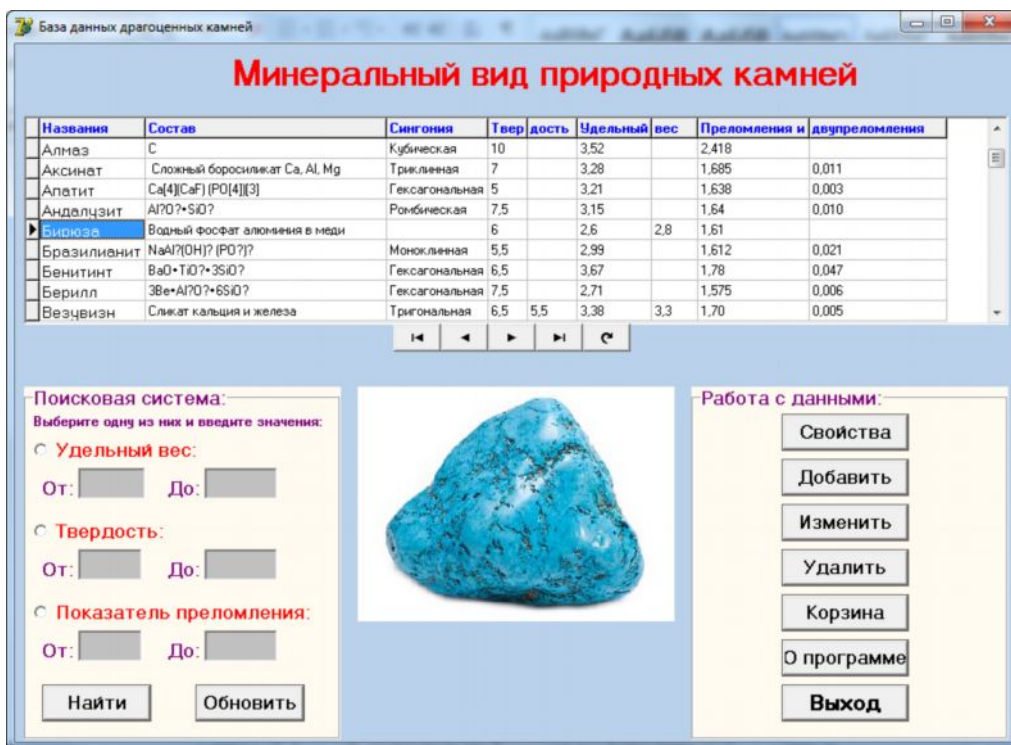 База данных драгоценных камней
Минеральный вид природных камней
Названия Состав Сингония Твер дость Удельный вес Преломления и двупреломления
Алмаз C Кубическая 10 3,52 2,418
Аксинат Сложный боросиликат Ca, Al, Mg Триклинная 7 3,28 1,685 0,011
Апатит Ca[4](CaF) (PO[4])[3] Гексагональная 5 3,21 1,638 0,003
Андалузит Al?O?•SiO? Ромбическая 7,5 3,15 1,64 0,010
Бирюза Водный фосфат алюминия в меди 6 2,6 2,8 1,61
Бразилианит NaAl?(OH)? (PO?)? Моноклинная 5,5 2,99 1,612 0,021
Бенитинт BaO•TiO?•3SiO? Гексагональная 6,5 3,67 1,78 0,047
Берилл 3Be•Al?O?•6SiO? Гексагональная 7,5 2,71 1,575 0,006
Везувиэн Сликат кальция и железа Тригональная 6,5 5,5 3,38 3,3 1,70 0,005
Поисковая система:
Выберите одну из них и введите значения:
Удельный вес:
От: До:
Твердость:
От: До:
Показатель преломления:
От: До:
Найти Обновить
Работа с данными:
Свойства
Добавить
Изменить
Удалить
Корзина
О программе
Выход